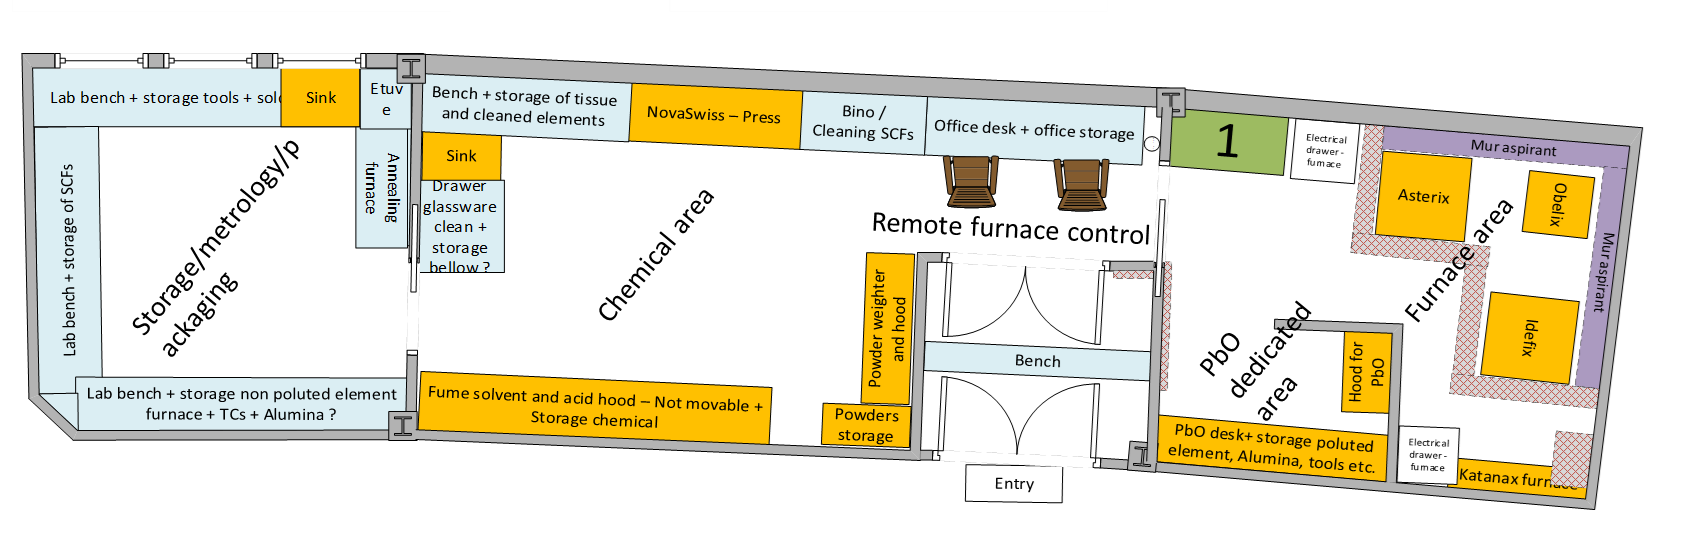 Lab bench + storage tools + sol
Sink
Etuv
e
Lab bench + storage of SCFs
Annealing
furnace
Storage/metrology/p
ackaging
Lab bench + storage non poluted element
furnace + TCs + Alumina ?
Bench + storage of tissue
and cleaned elements
NovaSwiss – Press
Bino /
Cleaning SCFs
Office desk + office storage
Sink
Drawer
glassware
clean +
storage
bellow ?
Chemical area
Remote furnace control
Powder weighter
and hood
Fume solvent and acid hood – Not movable +
Storage chemical
Powders
storage
Bench
Entry
1
Electrical
drawer -
furnace
Mur aspirant
Asterix
Obelix
Mur aspirant
Furnace area
Idefix
PbO
dedicated
area
Hood for
PbO
PbO desk+ storage poluted
element, Alumina, tools etc.
Electrical
drawer -
furnace
Katanax furnace